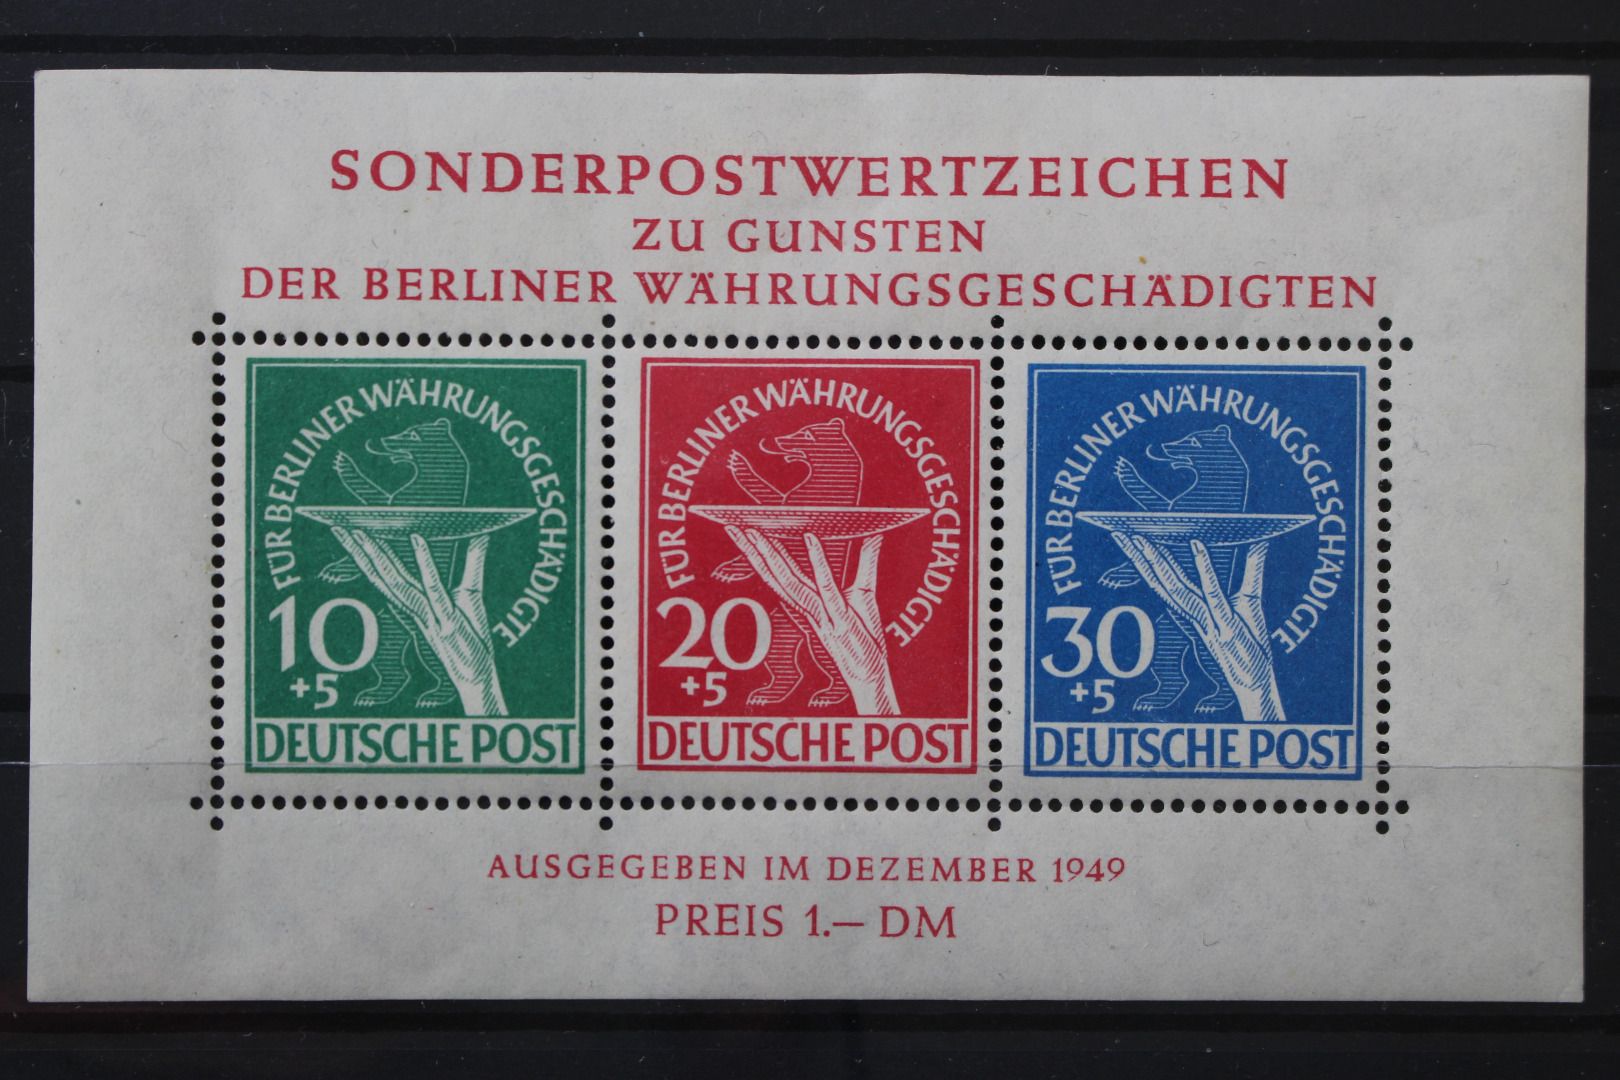 SONDERPOSTWERTZEICHEN
ZU GUNSTEN
DER BERLINER WÄHRUNGSGESCHÄDIGTEN
FÜR BERLINER WÄHRUNGSGESCHÄDIGTE
10
+5
DEUTSCHE POST
FÜR BERLINER WÄHRUNGSGESCHÄDIGTE
20
+5
DEUTSCHE POST
FÜR BERLINER WÄHRUNGSGESCHÄDIGTE
30
+5
DEUTSCHE POST
AUSGEGEBEN IM DEZEMBER 1949
PREIS 1.— DM